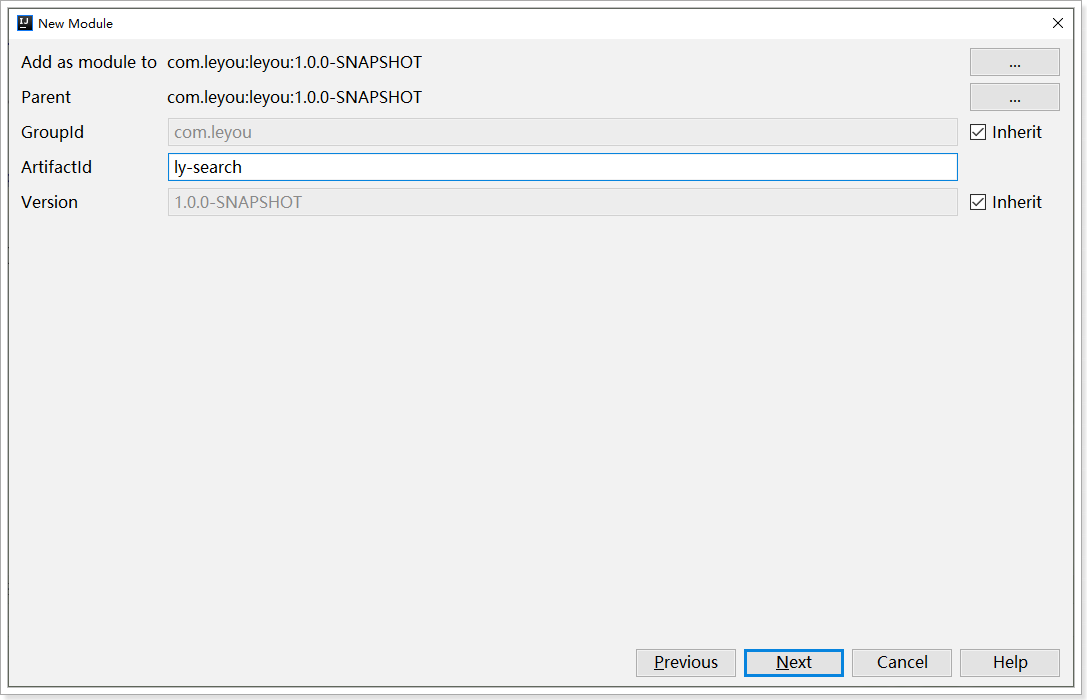 New Module
Add as module to com.leyou:leyou:1.0.0-SNAPSHOT ...
Parent com.leyou:leyou:1.0.0-SNAPSHOT ...
GroupId com.leyou Inherit
ArtifactId ly-search
Version 1.0.0-SNAPSHOT Inherit
Previous Next Cancel Help